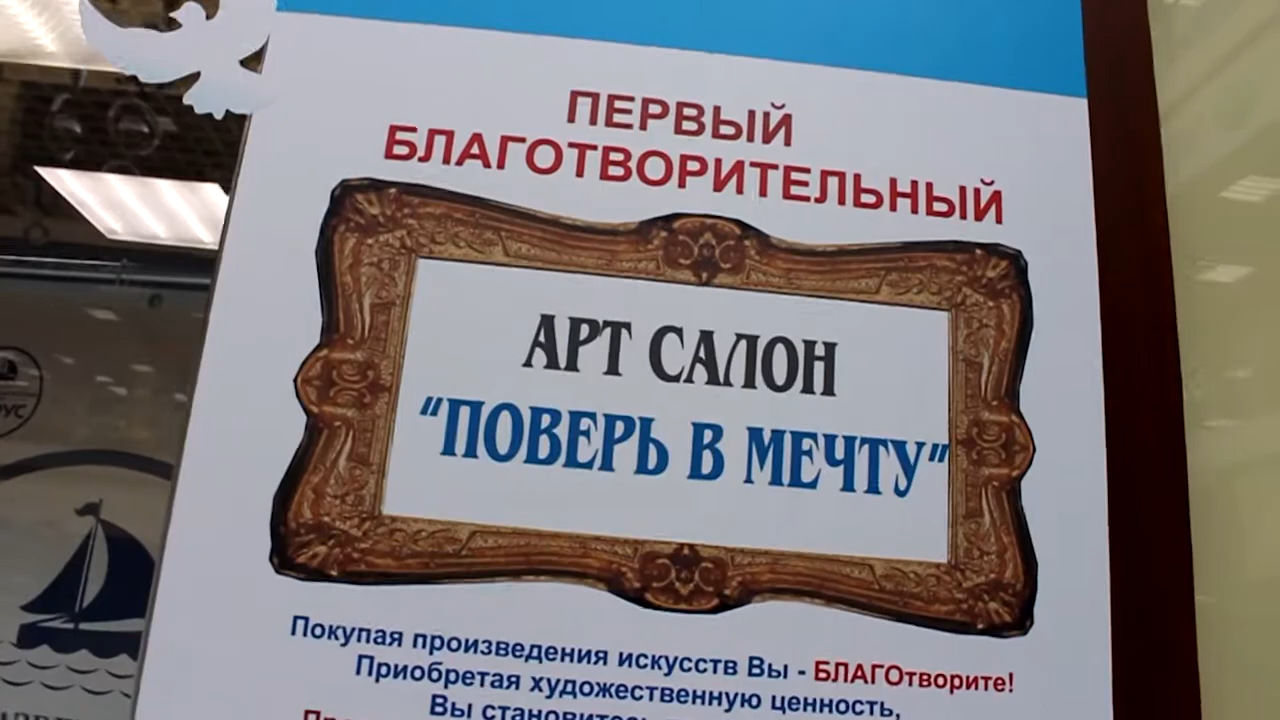 ПЕРВЫЙ
БЛАГОТВОРИТЕЛЬНЫЙ
АРТ САЛОН
"ПОВЕРЬ В МЕЧТУ"
Покупая произведения искусств Вы - БЛАГОтворите!
Приобретая художественную ценность,
Вы